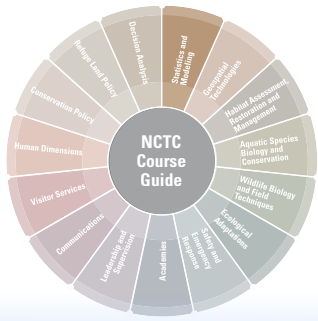 NCTC
Course
Guide
Statistics and
Modeling
Geospatial
Technologies
Habitat Assessment,
Restoration and
Management
Aquatic Species
Biology and
Conservation
Wildlife Biology
and Field
Techniques
Ecological
Adaptations
Safety and
Emergency
Response
Academies
Leadership and
Supervision
Communications
Visitor Services
Human Dimensions
Conservation Policy
Refuge Land Policy
Decision Analysis